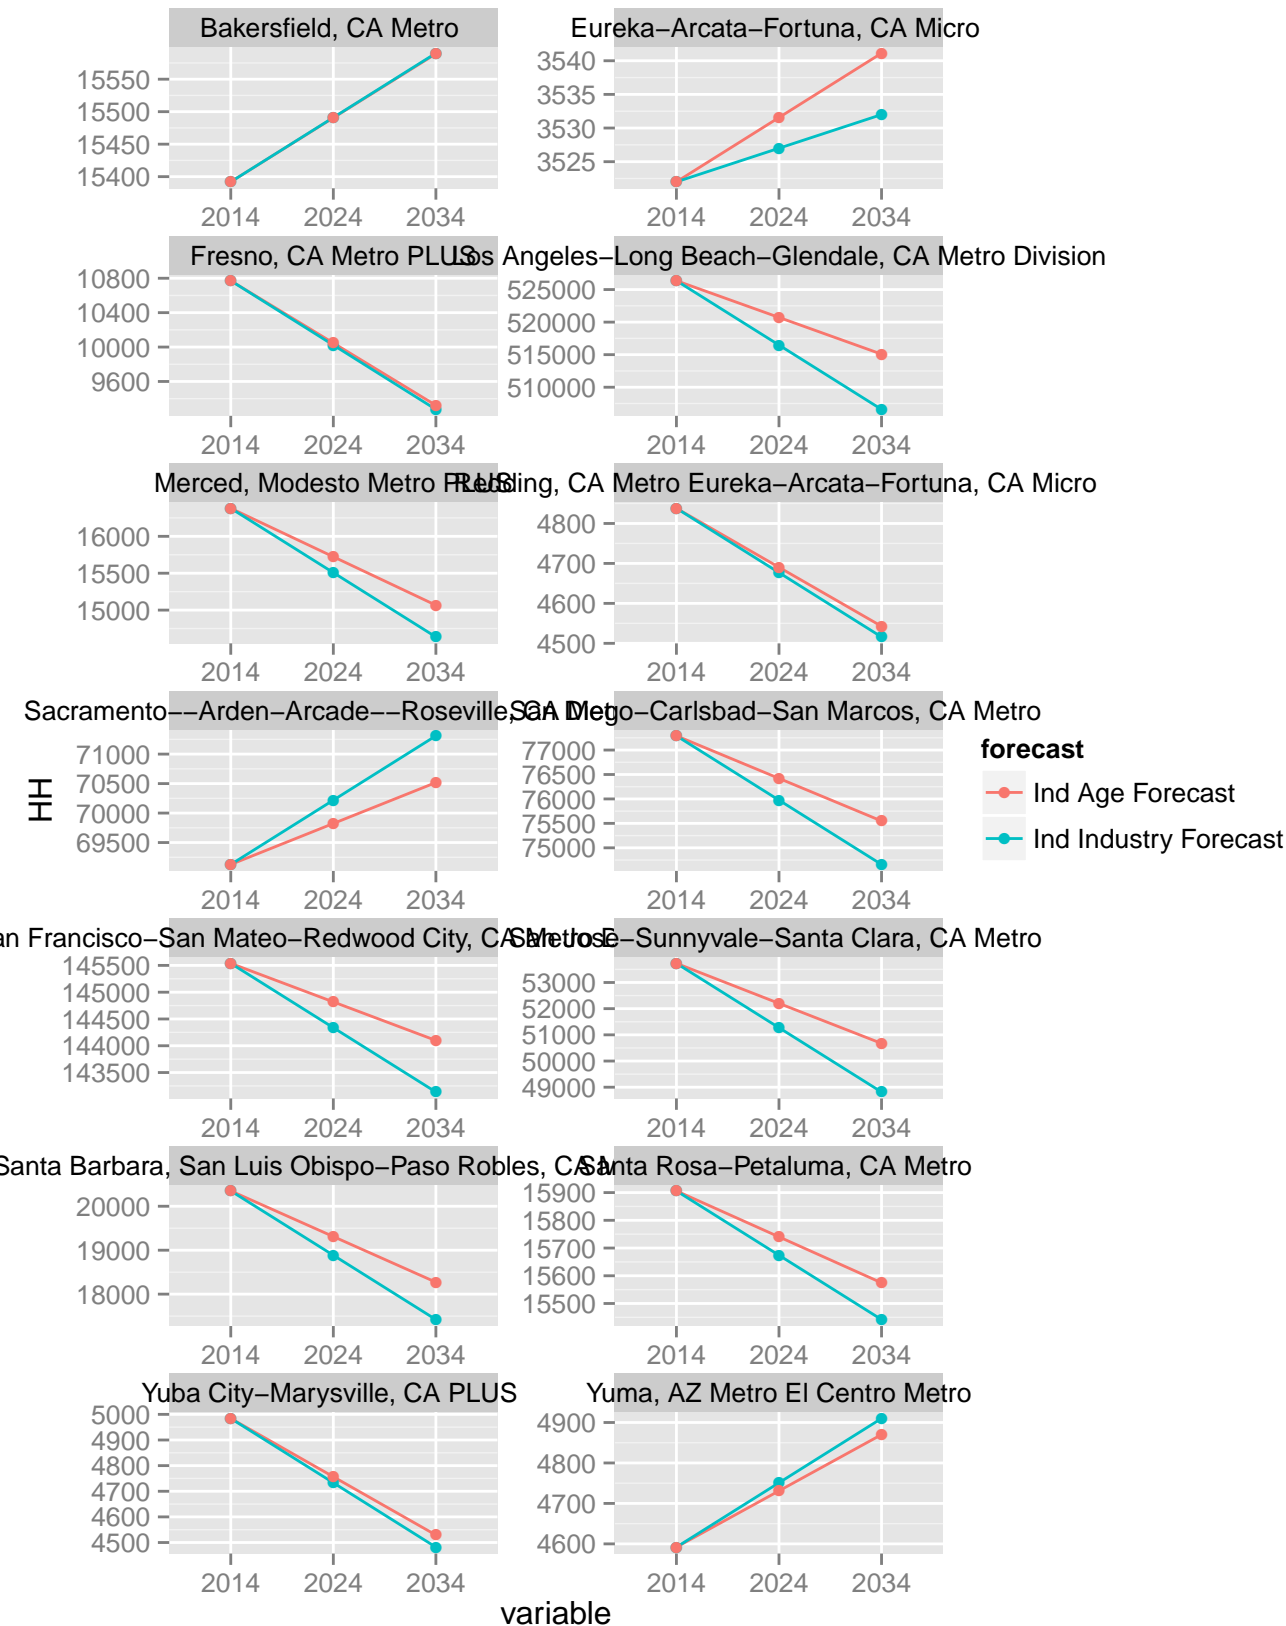 Bakersfield, CA Metro
Eureka−Arcata−Fortuna, CA Micro
15550
15500
15450
15400
3540
3535
3530
3525
2014 2024 2034
2014 2024 2034
Fresno, CA Metro PLUS
Los Angeles−Long Beach−Glendale, CA Metro Division
10800
10400
10000
9600
525000
520000
515000
510000
2014 2024 2034
2014 2024 2034
Merced, Modesto Metro PLUS
Redding, CA Metro Eureka−Arcata−Fortuna, CA Micro
16000
15500
15000
4800
4700
4600
4500
2014 2024 2034
2014 2024 2034
Sacramento−−Arden−Arcade−−Roseville, CA Metro
San Diego−Carlsbad−San Marcos, CA Metro
71000
70500
70000
69500
77000
76500
76000
75500
75000
2014 2024 2034
2014 2024 2034
HH
forecast
Ind Age Forecast
Ind Industry Forecast
an Francisco−San Mateo−Redwood City, CA Metro D
San Jose−Sunnyvale−Santa Clara, CA Metro
145500
145000
144500
144000
143500
53000
52000
51000
50000
49000
2014 2024 2034
2014 2024 2034
Santa Barbara, San Luis Obispo−Paso Robles, CA M
Santa Rosa−Petaluma, CA Metro
20000
19000
18000
15900
15800
15700
15600
15500
2014 2024 2034
2014 2024 2034
Yuba City−Marysville, CA PLUS
Yuma, AZ Metro El Centro Metro
5000
4900
4800
4700
4600
4500
4900
4800
4700
4600
2014 2024 2034
2014 2024 2034
variable